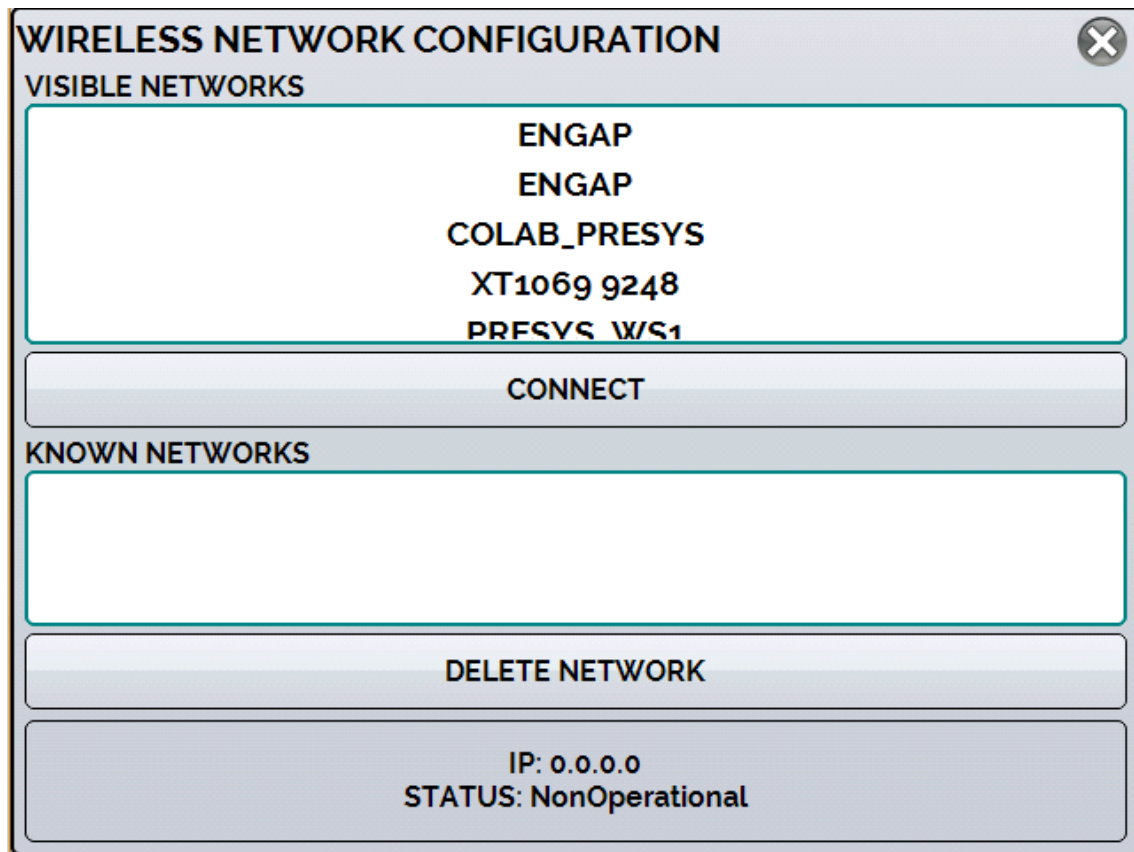 WIRELESS NETWORK CONFIGURATION
VISIBLE NETWORKS
ENGAP
ENGAP
COLAB_PRESYS
XT1069 9248
PRESYS_WS1
CONNECT
KNOWN NETWORKS
DELETE NETWORK
IP: 0.0.0.0
STATUS: NonOperational